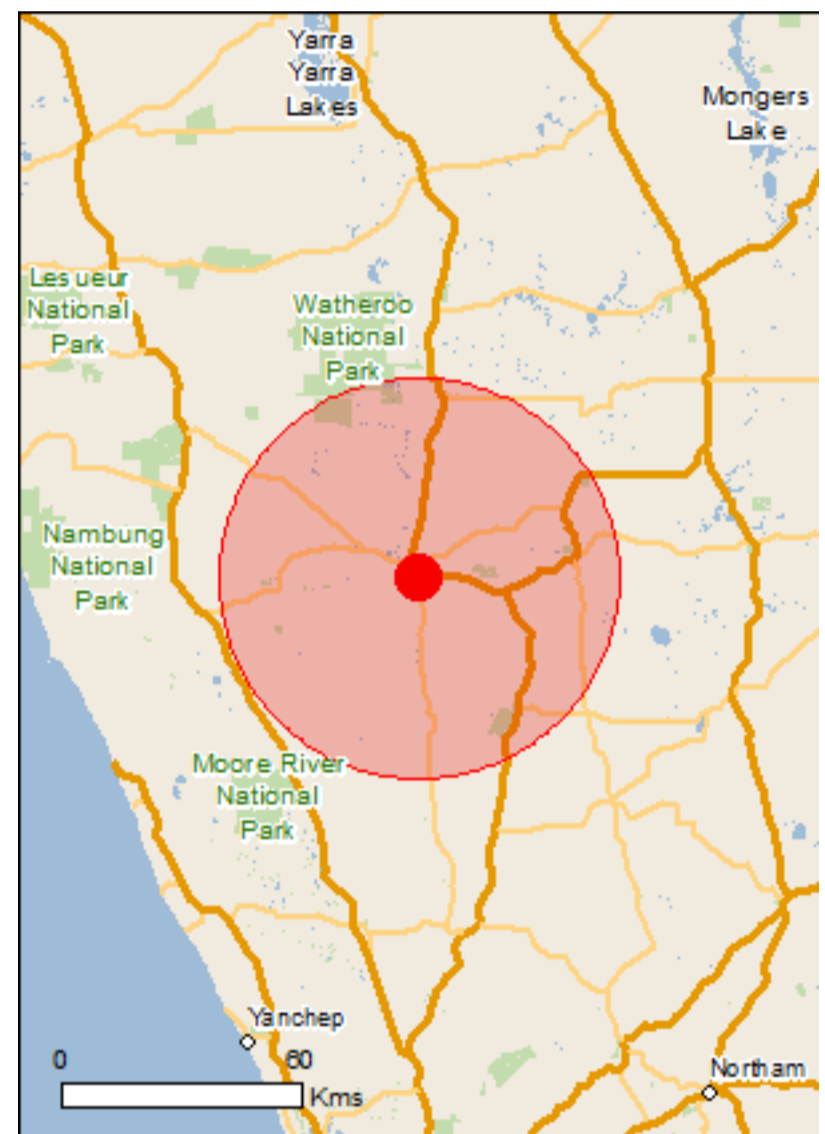 Yarra
Yarra
Lakes
Mongers
Lake
Lesueur
National
Park
Watheroo
National
Park
Nambung
National
Park
Moore River
National
Park
Yanchep
0 60
Kms
Northam